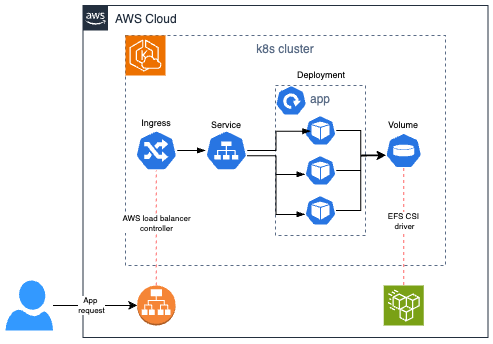 aws
AWS Cloud
k8s cluster
Deployment
app
Ingress
Service
Volume
AWS load balancer
controller
EFS CSI
driver
App
request